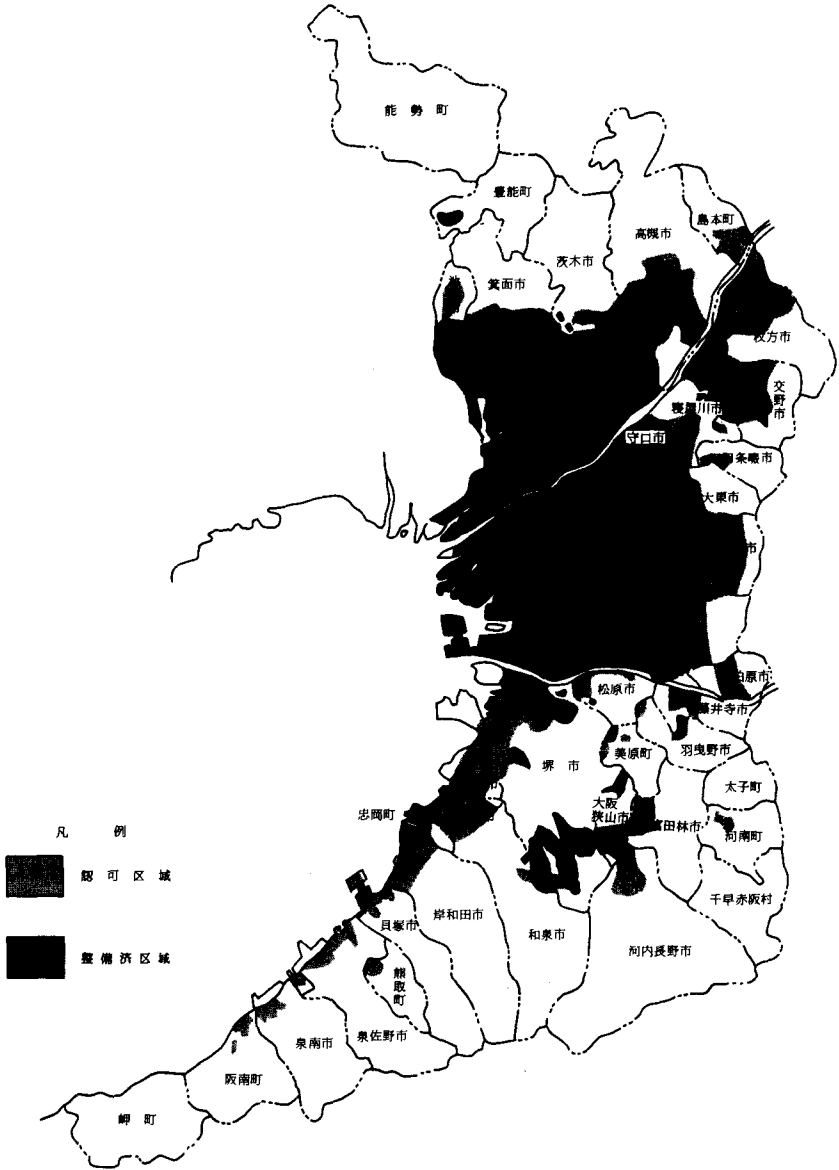 能勢町
豊能町
島本町
高槻市
茨木市
箕面市
枚方市
交野市
寝屋川市
守口市
四条畷市
大東市
市
柏原市
松原市
藤井寺市
羽曳野市
美原町
堺市
太子町
大阪
狭山市
富田林市
河南町
忠岡町
千早赤阪村
岸和田市
貝塚市
和泉市
河内長野市
熊取町
泉佐野市
泉南市
阪南町
岬町
凡例
認可区域
整備済区域